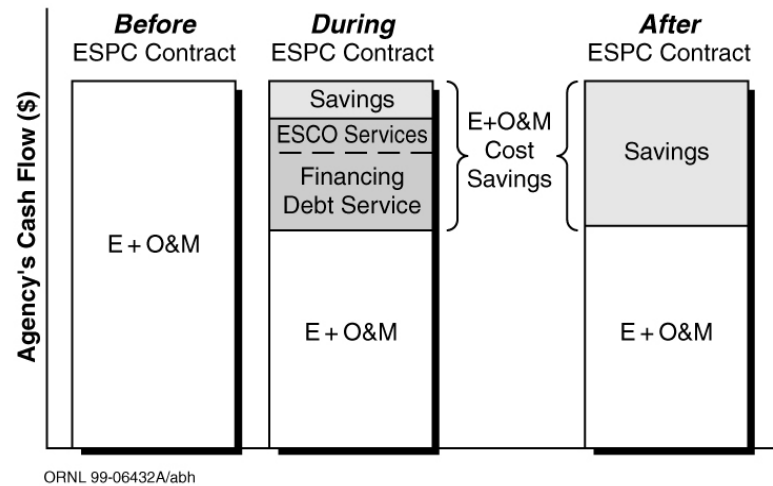 Before
ESPC Contract
During
ESPC Contract
After
ESPC Contract
Agency's Cash Flow ($)
E + O&M
Savings
ESCO Services
Financing
Debt Service
E + O&M
E+O&M
Cost
Savings
Savings
E + O&M
ORNL 99-06432A/abh